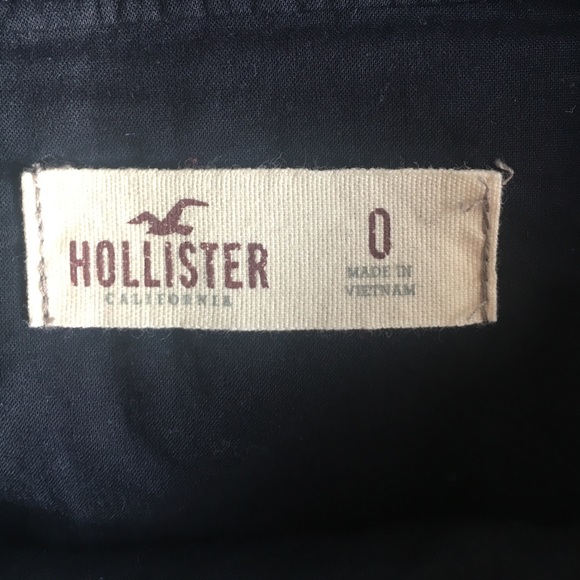 HOLLiSTER
CALIFORNIA
0
MADE IN
VIETNAM